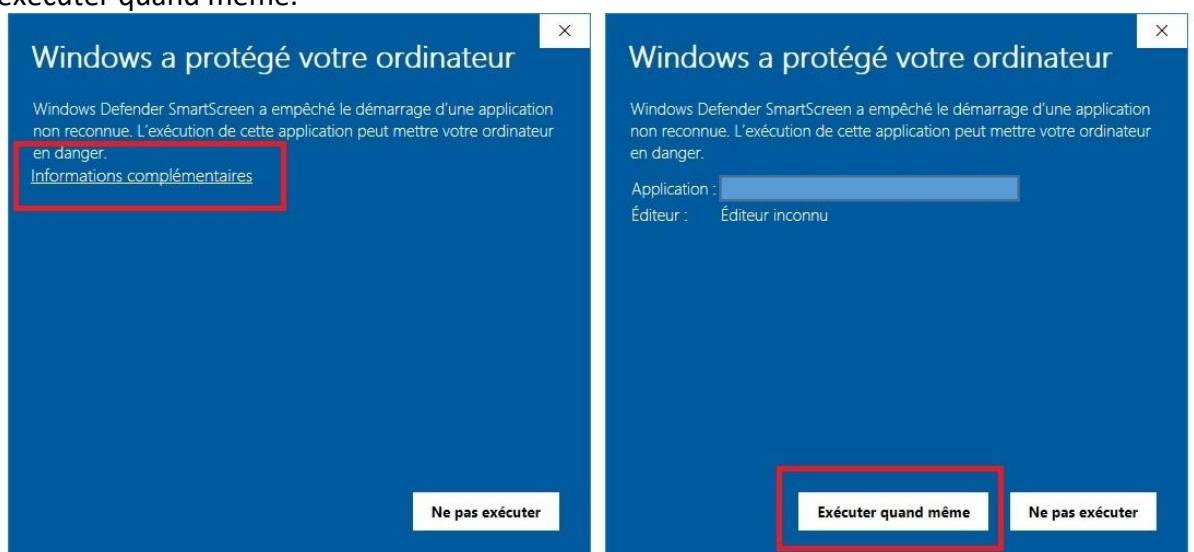 exécuter quand même.
Windows a protégé votre ordinateur
Windows Defender SmartScreen a empêché le démarrage d'une application
non reconnue. L'exécution de cette application peut mettre votre ordinateur
en danger.
Informations complémentaires
Ne pas exécuter
Windows a protégé votre ordinateur
Windows Defender SmartScreen a empêché le démarrage d'une application
non reconnue. L'exécution de cette application peut mettre votre ordinateur
en danger.
Application :
Éditeur : Éditeur inconnu
Exécuter quand même Ne pas exécuter